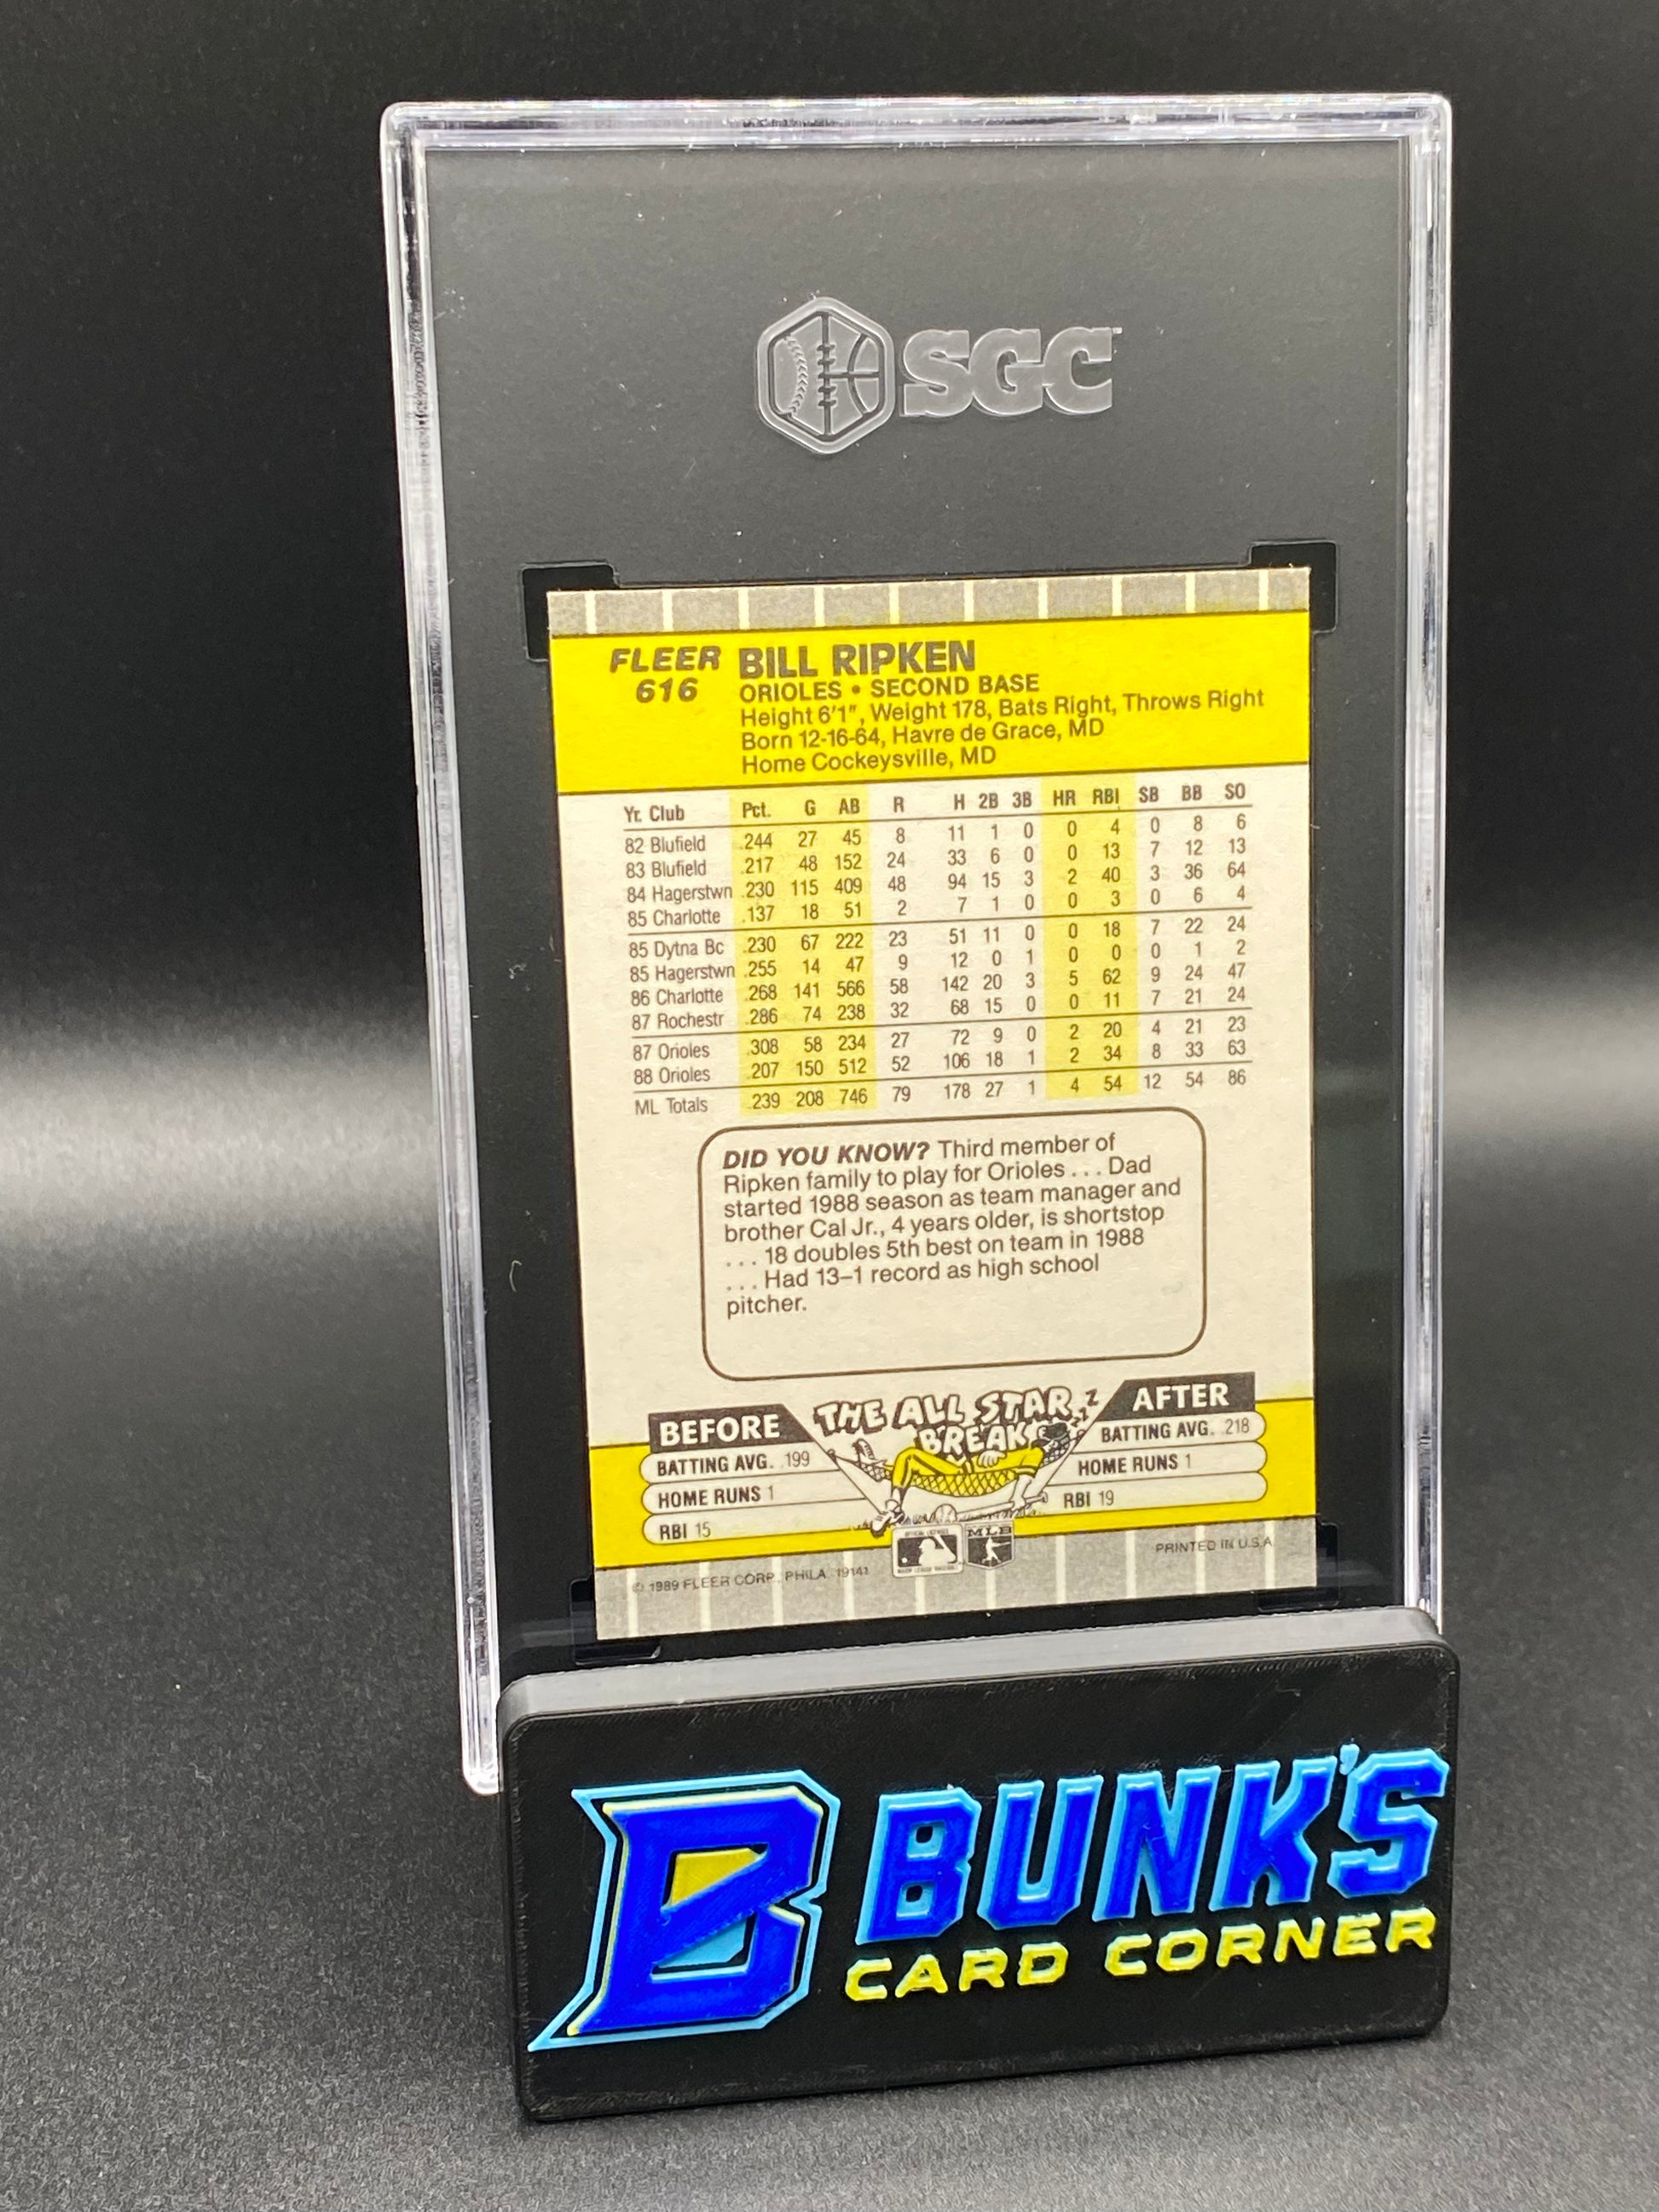 SGC
FLEER BILL RIPKEN
616 ORIOLES • SECOND BASE
Height 6'1", Weight 178, Bats Right, Throws Right
Born 12-16-64, Havre de Grace, MD
Home Cockeysville, MD
Yr. Club Pct. G AB R H 2B 3B HR RBI SB BB SO
82 Blufield .244 27 45 8 11 1 0 0 4 0 8 6
83 Blufield .217 48 152 24 33 6 0 0 13 7 12 13
84 Hagerstwn .230 115 409 48 94 15 3 2 40 3 36 64
85 Charlotte .137 18 51 2 7 1 0 0 3 0 6 4
85 Dytna Bc .230 67 222 23 51 11 0 0 18 7 22 24
85 Hagerstwn .255 14 47 9 12 0 1 0 0 0 1 2
86 Charlotte .268 141 566 58 142 20 3 5 62 9 24 47
87 Rochestr .286 74 238 32 68 15 0 0 11 7 21 24
87 Orioles .308 58 234 27 72 9 0 2 20 4 21 23
88 Orioles .207 150 512 52 106 18 1 2 34 8 33 63
ML Totals .239 208 746 79 178 27 1 4 54 12 54 86
DID YOU KNOW? Third member of
Ripken family to play for Orioles . . . Dad
started 1988 season as team manager and
brother Cal Jr., 4 years older, is shortstop
. . . 18 doubles 5th best on team in 1988
. . . Had 13–1 record as high school
pitcher.
BEFORE THE ALL STAR BREAK AFTER
BATTING AVG. .199 BATTING AVG. .218
HOME RUNS 1 HOME RUNS 1
RBI 15 RBI 19
MLB
© 1989 FLEER CORP. PHILA. 19141 PRINTED IN U.S.A.
B BUNK'S
CARD CORNER